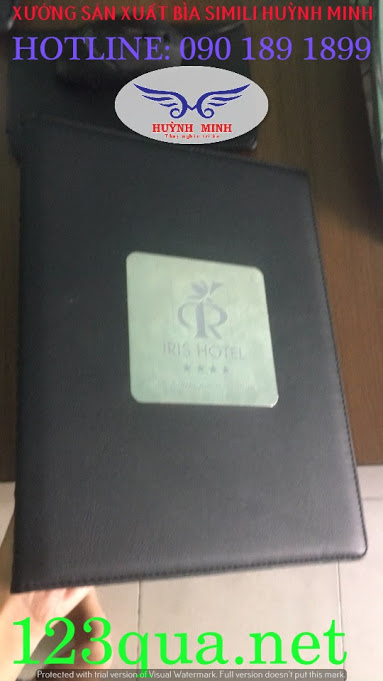 XƯỞNG SẢN XUẤT BÌA SIMILI HUỲNH MINH
HOTLINE: 090 189 1899
HUỲNH MINH
IRIS HOTEL
★★★★
123qua.net
Protected with trial version of Visual Watermark. Full version doesn't put this mark.